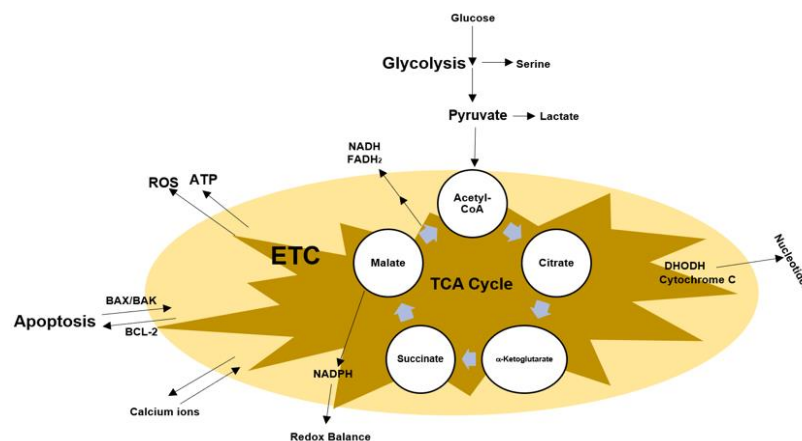 Glucose
Glycolysis
Serine
Pyruvate
Lactate
NADH
FADH₂
ROS
ATP
Acetyl-
CoA
ETC
Malate
Citrate
TCA Cycle
DHODH
Cytochrome C
Nucleotide
BAX/BAK
Apoptosis
BCL-2
Succinate
α-Ketoglutarate
NADPH
Calcium ions
Redox Balance